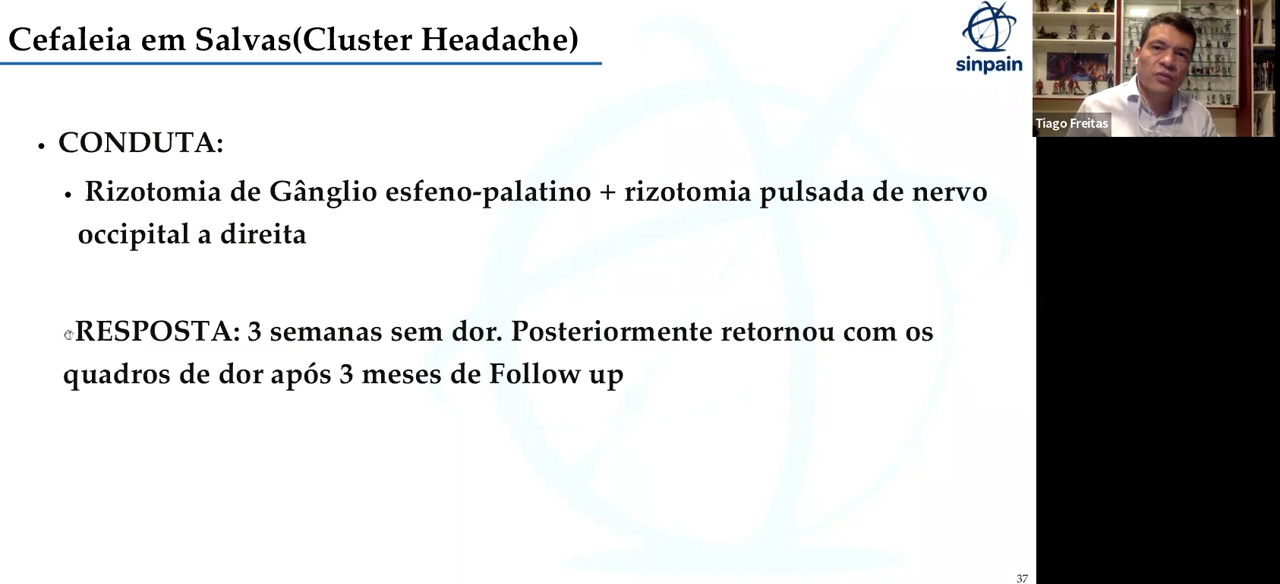 Cefaleia em Salvas(Cluster Headache)
sinpain
Tiago Freitas
• CONDUTA:
• Rizotomia de Gânglio esfeno-palatino + rizotomia pulsada de nervo
occipital a direita
RESPOSTA: 3 semanas sem dor. Posteriormente retornou com os
quadros de dor após 3 meses de Follow up
37